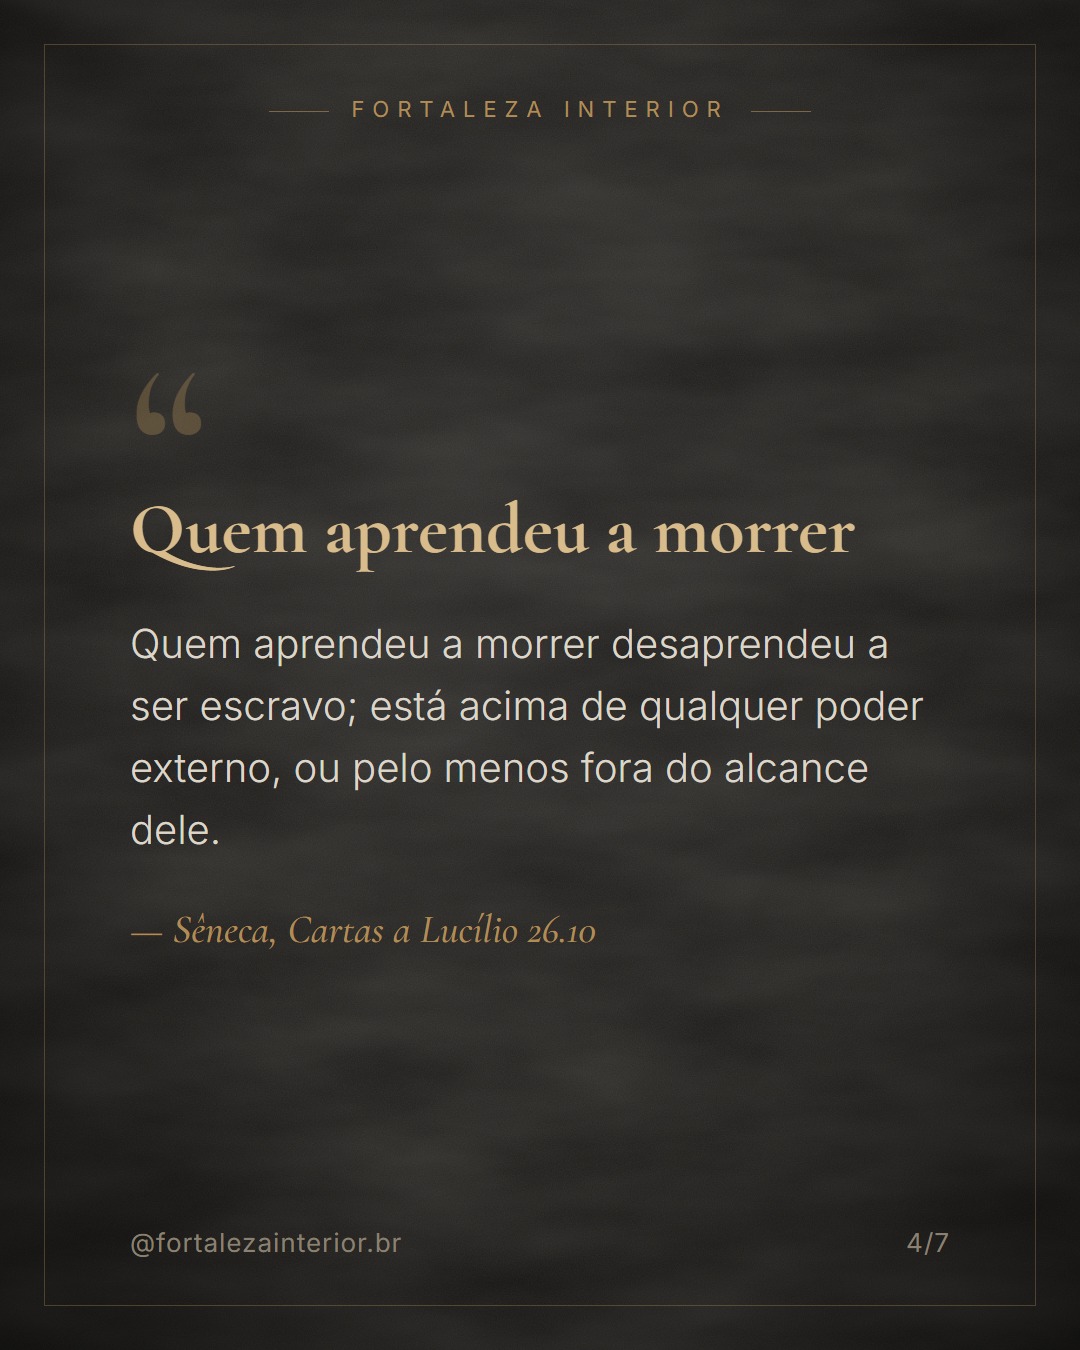 FORTALEZA INTERIOR
“
Quem aprendeu a morrer
Quem aprendeu a morrer desaprendeu a
ser escravo; está acima de qualquer poder
externo, ou pelo menos fora do alcance
dele.
— Sêneca, Cartas a Lucílio 26.10
@fortalezainterior.br
4/7